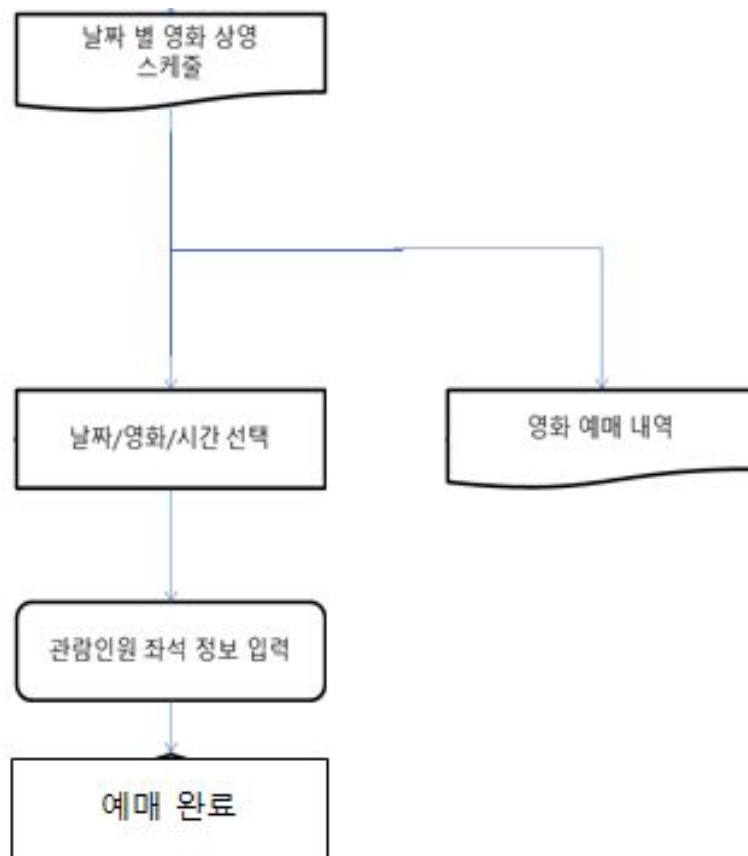 날짜 별 영화 상영
스케줄
날짜/영화/시간 선택
영화 예매 내역
관람인원 좌석 정보 입력
예매 완료